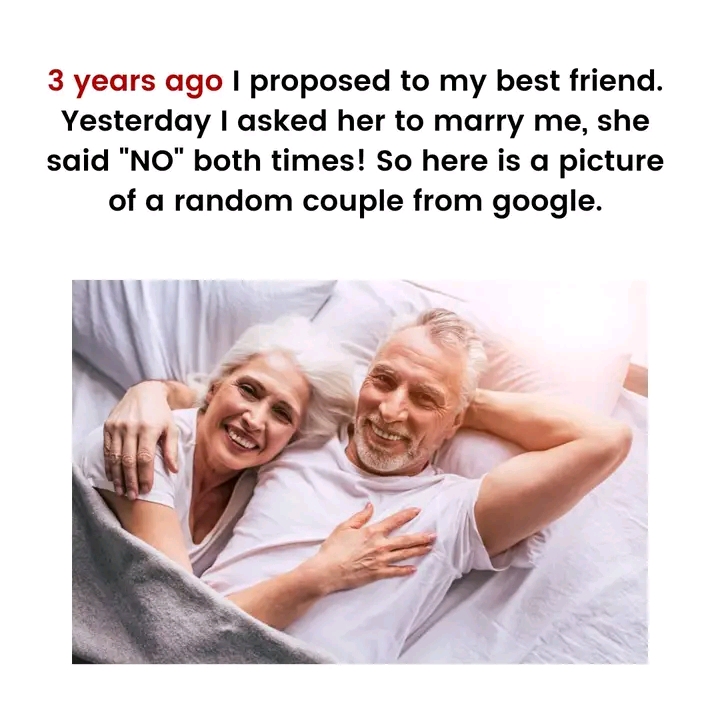 3 years ago I proposed to my best friend.
Yesterday I asked her to marry me, she
said "NO" both times! So here is a picture
of a random couple from google.